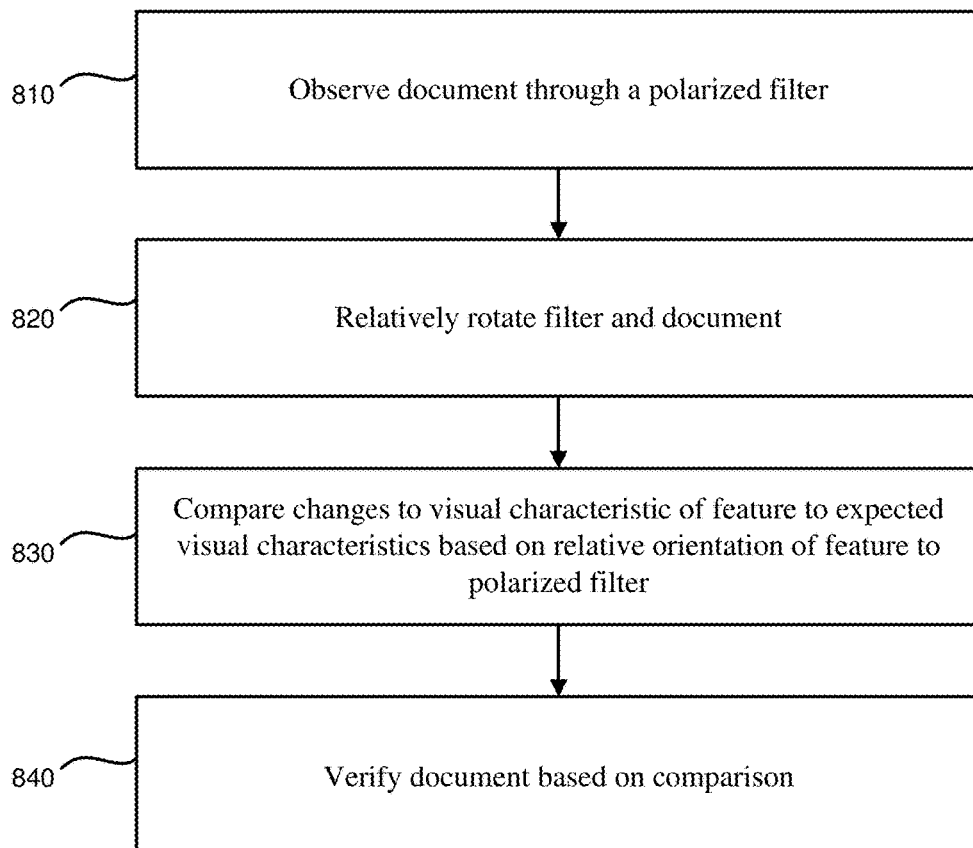 810
Observe document through a polarized filter
820
Relatively rotate filter and document
830
Compare changes to visual characteristic of feature to expected
visual characteristics based on relative orientation of feature to
polarized filter
840
Verify document based on comparison